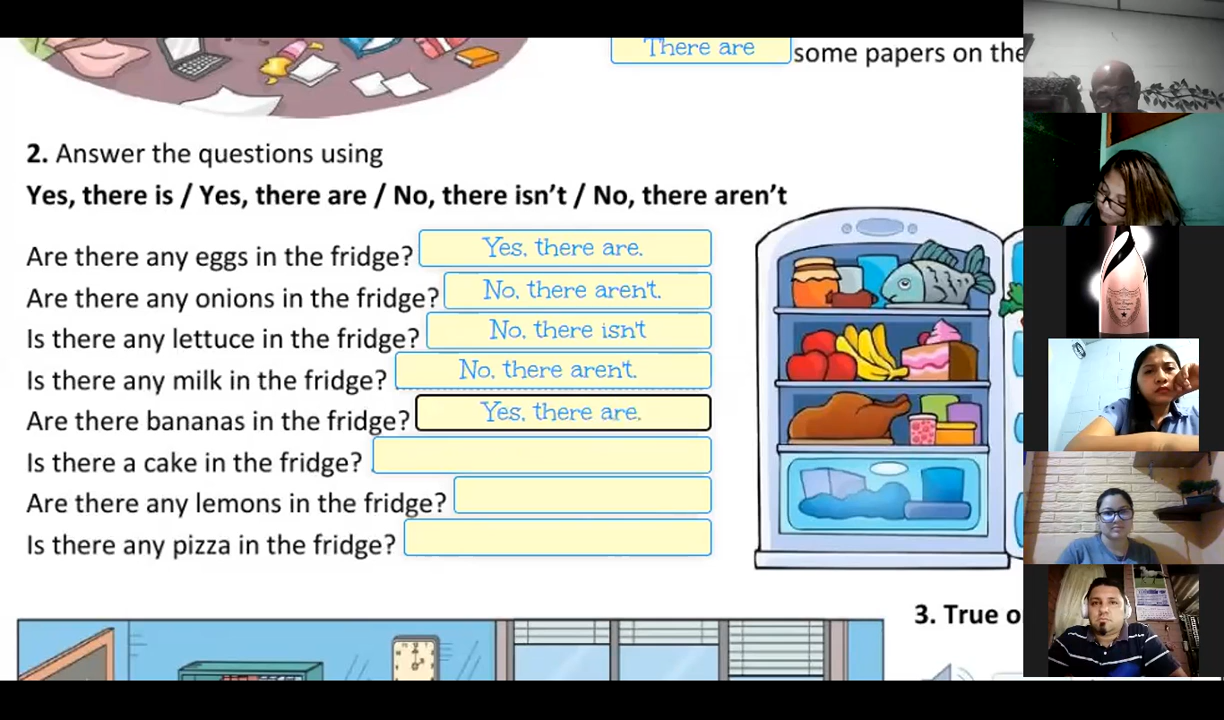 There are some papers on the
2. Answer the questions using
Yes, there is / Yes, there are / No, there isn't / No, there aren't
Are there any eggs in the fridge? Yes, there are.
Are there any onions in the fridge? No, there aren't.
Is there any lettuce in the fridge? No, there isn't
Is there any milk in the fridge? No, there aren't.
Are there bananas in the fridge? Yes, there are.
Is there a cake in the fridge?
Are there any lemons in the fridge?
Is there any pizza in the fridge?
3. True o